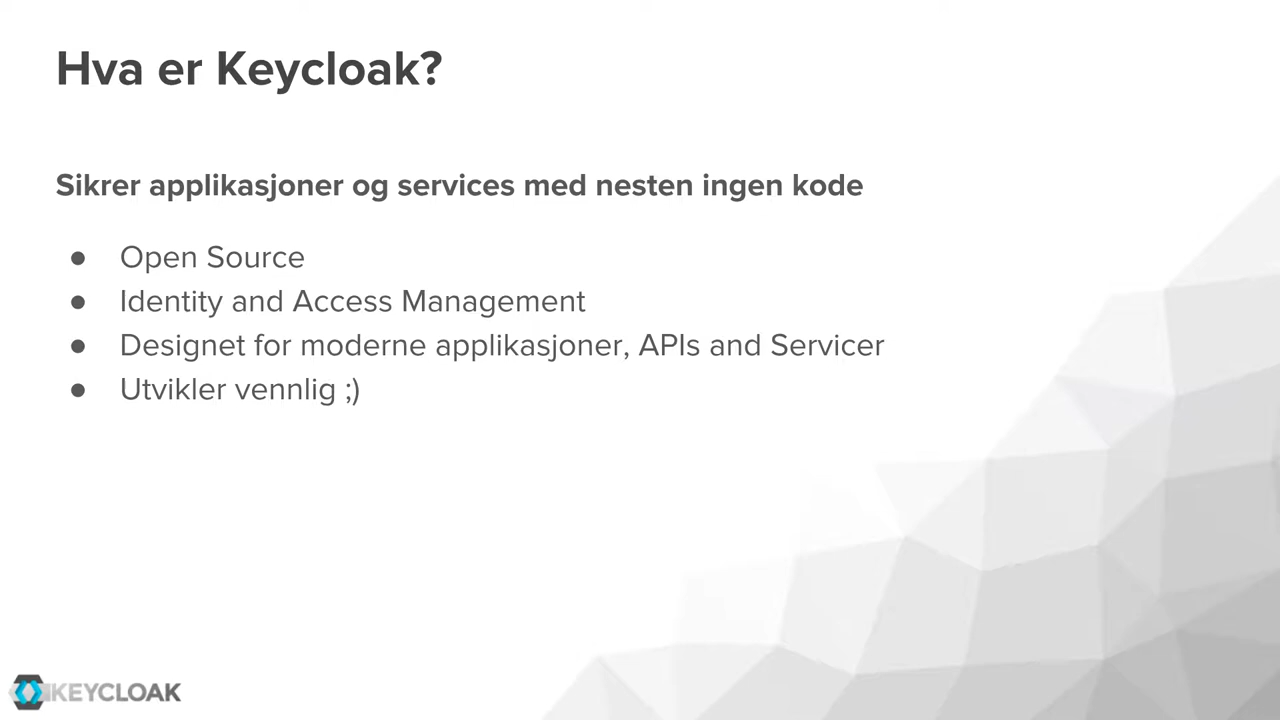 Hva er Keycloak?
Sikrer applikasjoner og services med nesten ingen kode
● Open Source
● Identity and Access Management
● Designet for moderne applikasjoner, APIs and Servicer
● Utvikler vennlig ;)
KEYCLOAK